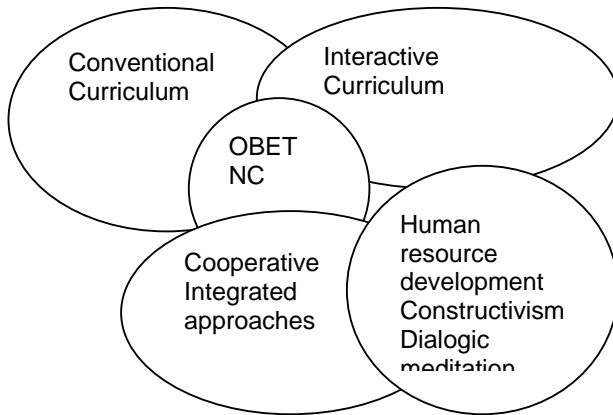 Conventional
Curriculum
Interactive
Curriculum
OBET
NC
Cooperative
Integrated
approaches
Human
resource
development
Constructivism
Dialogic
meditation